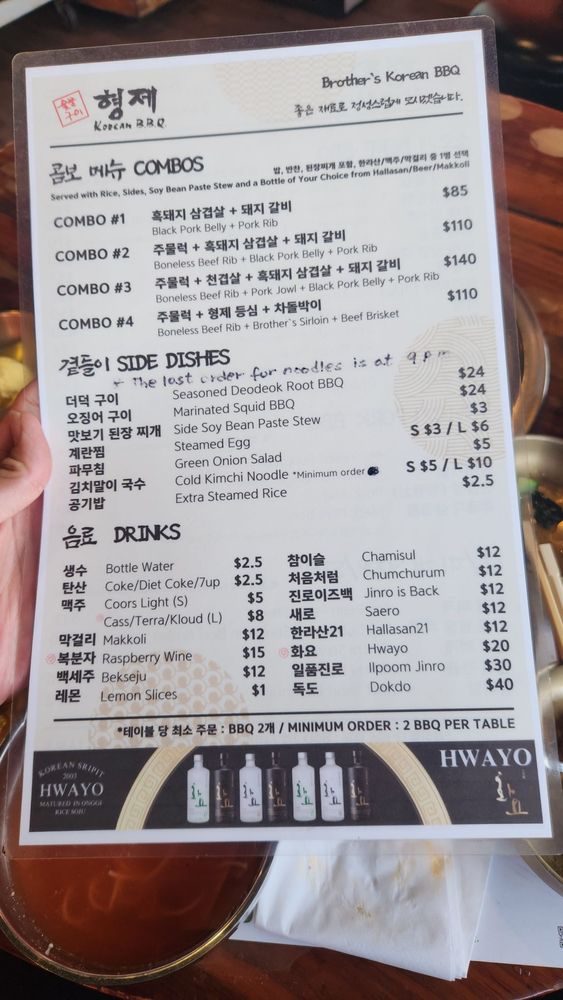 숯불구이 형제
KOREAN B.B.Q.
Brother's Korean BBQ
좋은 재료로 정성스럽게 모시겠습니다.
콤보 메뉴 COMBOS
밥, 반찬, 된장찌개 포함, 한라산/맥주/막걸리 중 1병 선택
Served with Rice, Sides, Soy Bean Paste Stew and a Bottle of Your Choice from Hallasan/Beer/Makkoli
COMBO #1 흑돼지 삼겹살 + 돼지 갈비 $85
Black Pork Belly + Pork Rib
COMBO #2 주물럭 + 흑돼지 삼겹살 + 돼지 갈비 $110
Boneless Beef Rib + Black Pork Belly + Pork Rib
COMBO #3 주물럭 + 천겹살 + 흑돼지 삼겹살 + 돼지 갈비 $140
Boneless Beef Rib + Pork Jowl + Black Pork Belly + Pork Rib
COMBO #4 주물럭 + 형제 등심 + 차돌박이 $110
Boneless Beef Rib + Brother`s Sirloin + Beef Brisket
곁들이 SIDE DISHES
* The last order for noodles is at 9 pm
더덕 구이 Seasoned Deodeok Root BBQ $24
오징어 구이 Marinated Squid BBQ $24
맛보기 된장 찌개 Side Soy Bean Paste Stew $3
계란찜 Steamed Egg S $3 / L $6
파무침 Green Onion Salad $5
김치말이 국수 Cold Kimchi Noodle *Minimum order S $5 / L $10
공기밥 Extra Steamed Rice $2.5
음료 DRINKS
생수 Bottle Water $2.5 참이슬 Chamisul $12
탄산 Coke/Diet Coke/7up $2.5 처음처럼 Chumchurum $12
맥주 Coors Light (S) $5 진로이즈백 Jinro is Back $12
Cass/Terra/Kloud (L) $8 새로 Saero $12
막걸리 Makkoli $12 한라산21 Hallasan21 $12
복분자 Raspberry Wine $15 화요 Hwayo $20
백세주 Bekseju $12 일품진로 Ilpoom Jinro $30
레몬 Lemon Slices $1 독도 Dokdo $40
*테이블 당 최소 주문 : BBQ 2개 / MINIMUM ORDER : 2 BBQ PER TABLE
KOREAN SRIPIT
2003
HWAYO
MATURED IN ONGGI
RICE SOJU
HWAYO
화요